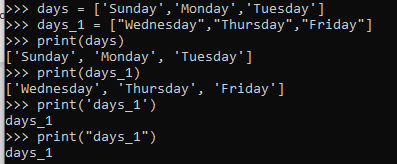 >>> days = ['Sunday','Monday','Tuesday']
>>> days_1 = ["Wednesday","Thursday","Friday"]
>>> print(days)
['Sunday', 'Monday', 'Tuesday']
>>> print(days_1)
['Wednesday', 'Thursday', 'Friday']
>>> print('days_1')
days_1
>>> print("days_1")
days_1